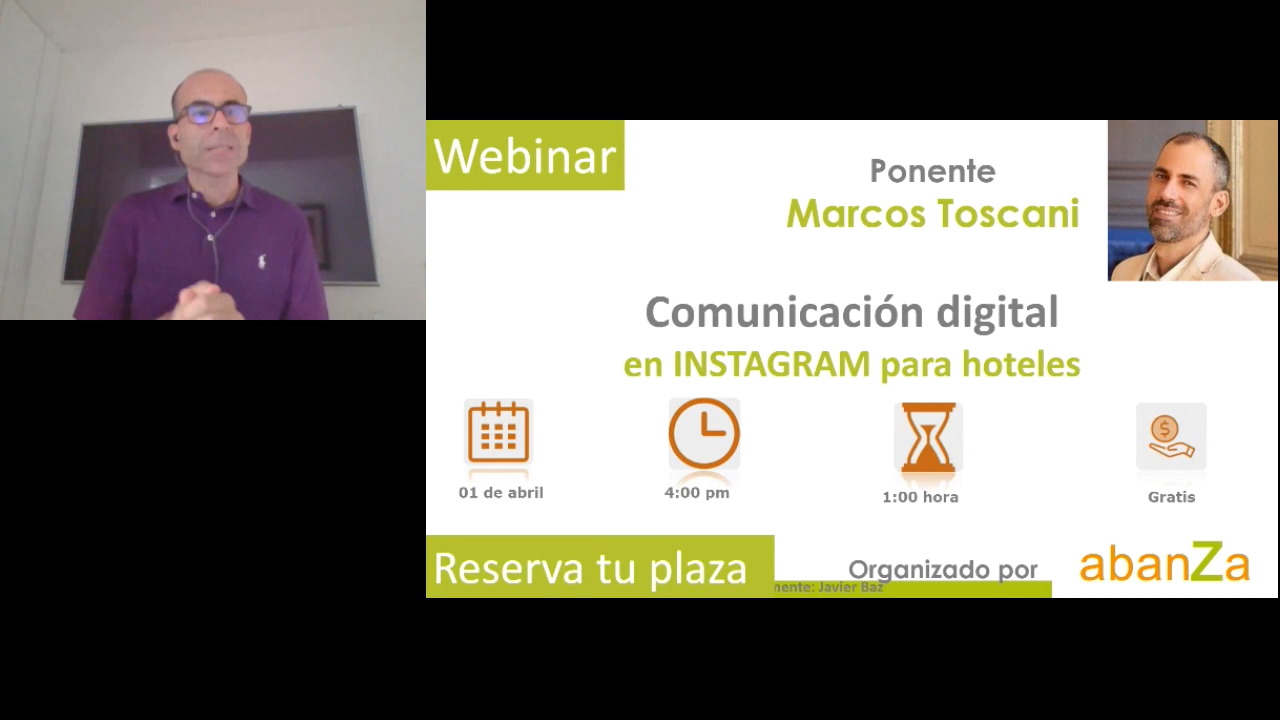 Webinar
Ponente
Marcos Toscani
Comunicación digital
en INSTAGRAM para hoteles
01 de abril
4:00 pm
1:00 hora
Gratis
Reserva tu plaza
Organizado por
abanZa
Javier Baz